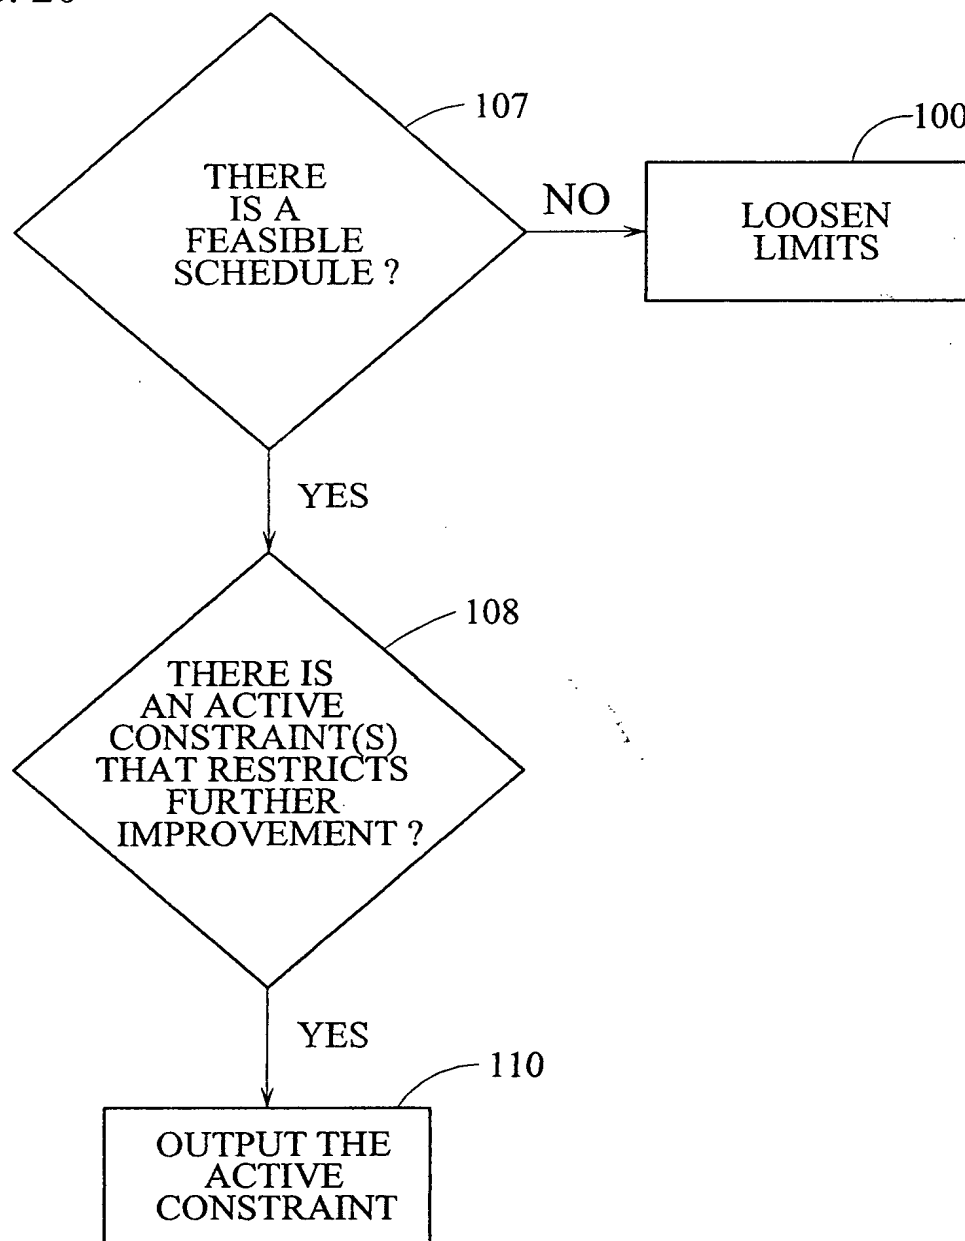 107
100
THERE
IS A
FEASIBLE
SCHEDULE ?
NO
LOOSEN
LIMITS
YES
108
THERE IS
AN ACTIVE
CONSTRAINT(S)
THAT RESTRICTS
FURTHER
IMPROVEMENT ?
YES
110
OUTPUT THE
ACTIVE
CONSTRAINT